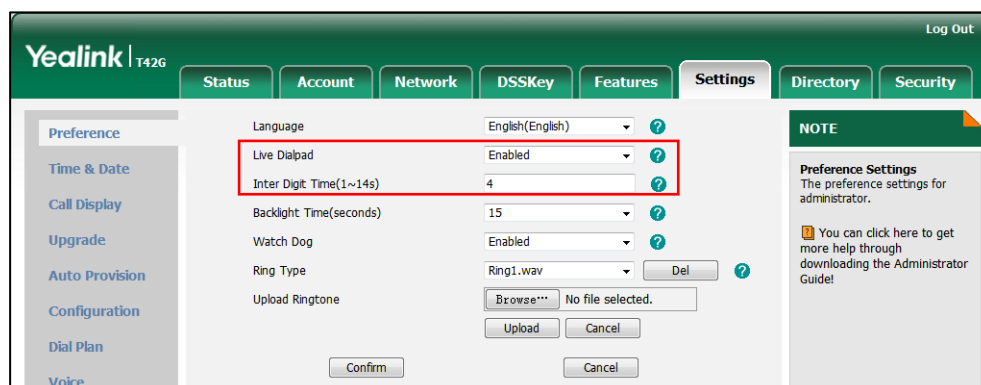 Log Out
Yealink T42G
Status Account Network DSSKey Features Settings Directory Security
Preference
Time & Date
Call Display
Upgrade
Auto Provision
Configuration
Dial Plan
Voice
Language English(English)
Live Dialpad Enabled
Inter Digit Time(1~14s) 4
Backlight Time(seconds) 15
Watch Dog Enabled
Ring Type Ring1.wav Del
Upload Ringtone Browse··· No file selected.
Upload Cancel
Confirm Cancel
NOTE
Preference Settings
The preference settings for
administrator.
You can click here to get
more help through
downloading the Administrator
Guide!